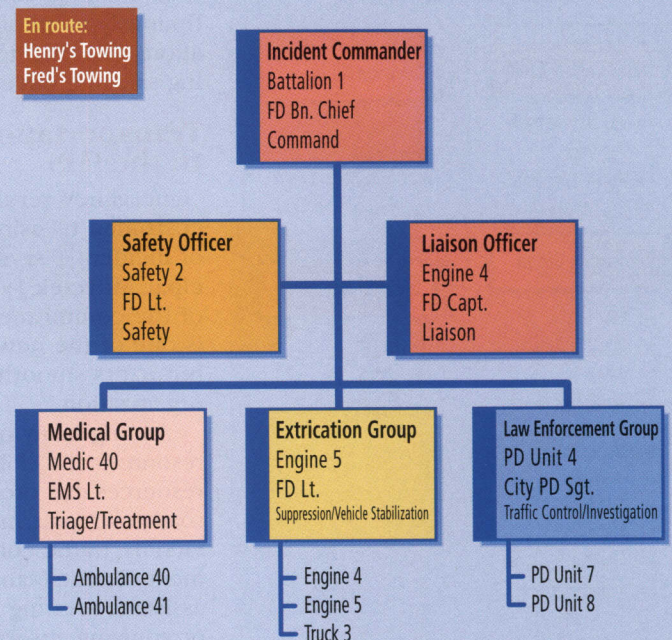 En route:
Henry's Towing
Fred's Towing
Incident Commander
Battalion 1
FD Bn. Chief
Command
Safety Officer
Safety 2
FD Lt.
Safety
Liaison Officer
Engine 4
FD Capt.
Liaison
Medical Group
Medic 40
EMS Lt.
Triage/Treatment
Ambulance 40
Ambulance 41
Extrication Group
Engine 5
FD Lt.
Suppression/Vehicle Stabilization
Engine 4
Engine 5
Truck 3
Law Enforcement Group
PD Unit 4
City PD Sgt.
Traffic Control/Investigation
PD Unit 7
PD Unit 8